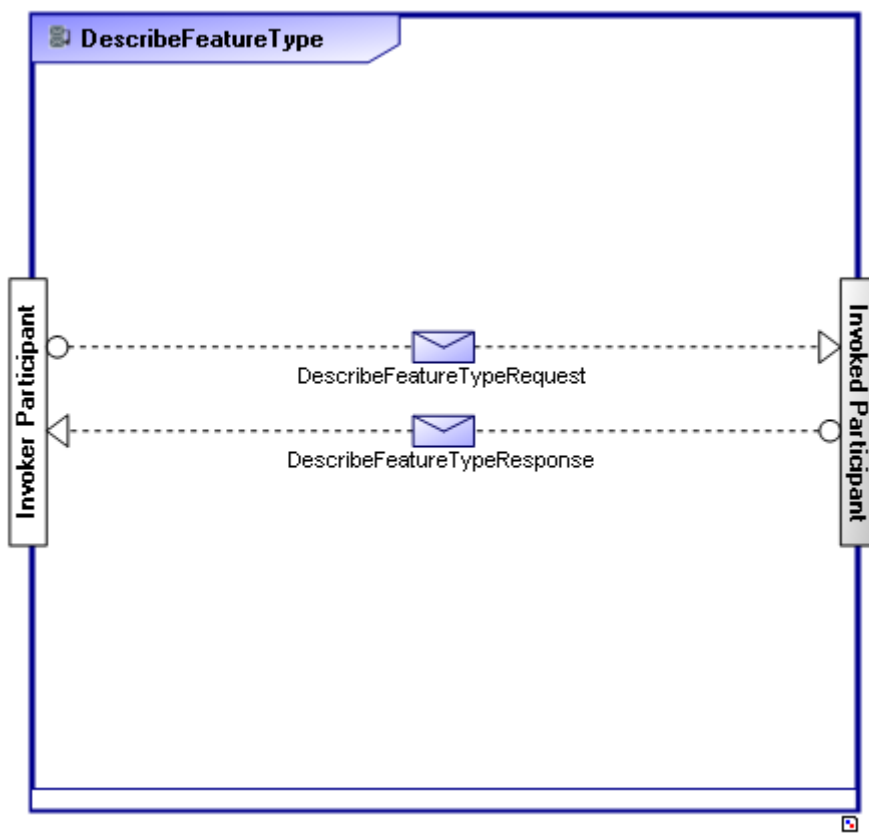 DescribeFeatureType
Invoker Participant
DescribeFeatureTypeRequest
DescribeFeatureTypeResponse
Invoked Participant